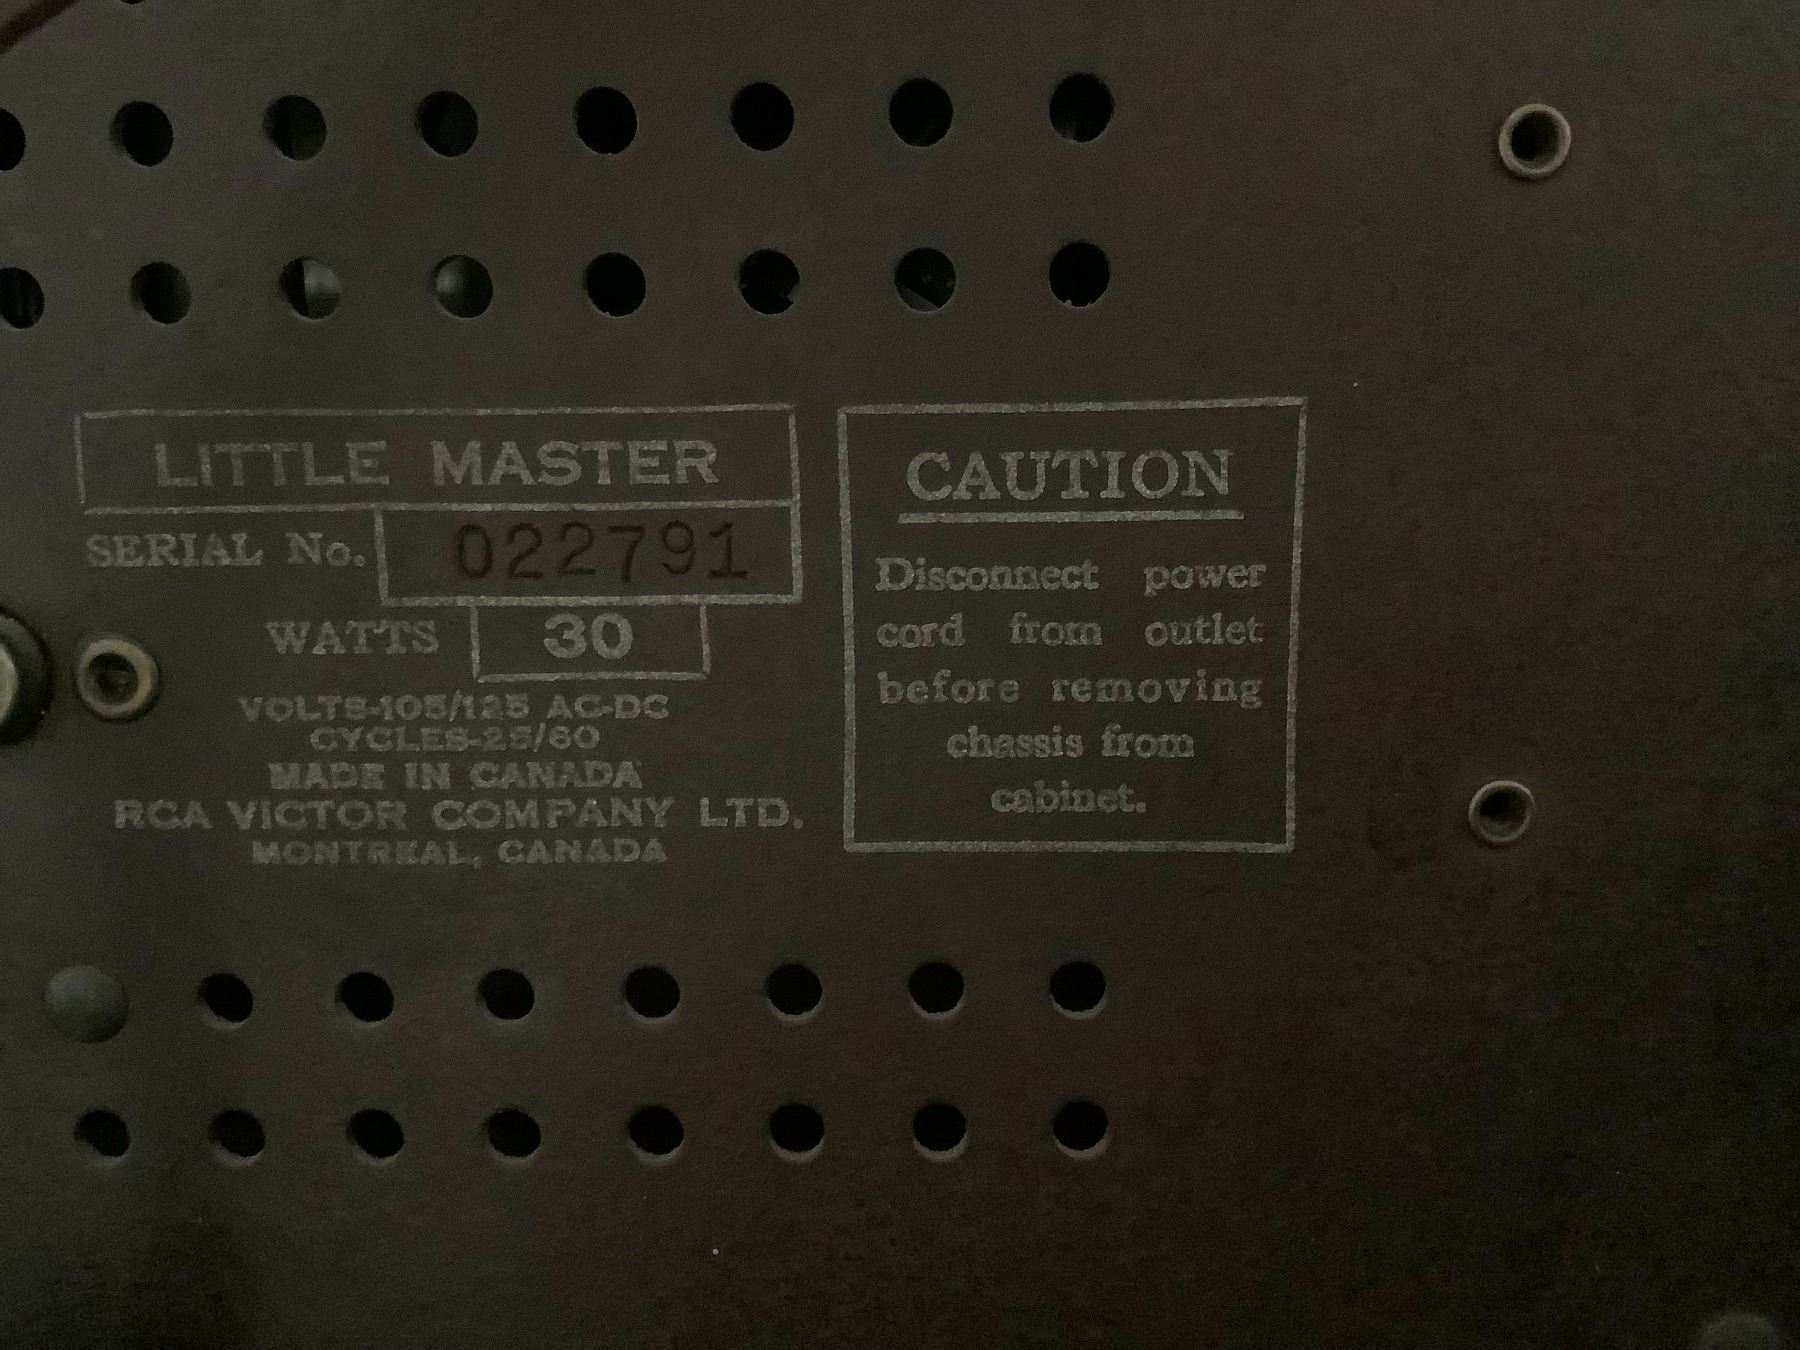 LITTLE MASTER
SERIAL No. 022791
WATTS 30
VOLTS-105/125 AC-DC
CYCLES-25/60
MADE IN CANADA
RCA VICTOR COMPANY LTD.
MONTREAL, CANADA
CAUTION
Disconnect power
cord from outlet
before removing
chassis from
cabinet.